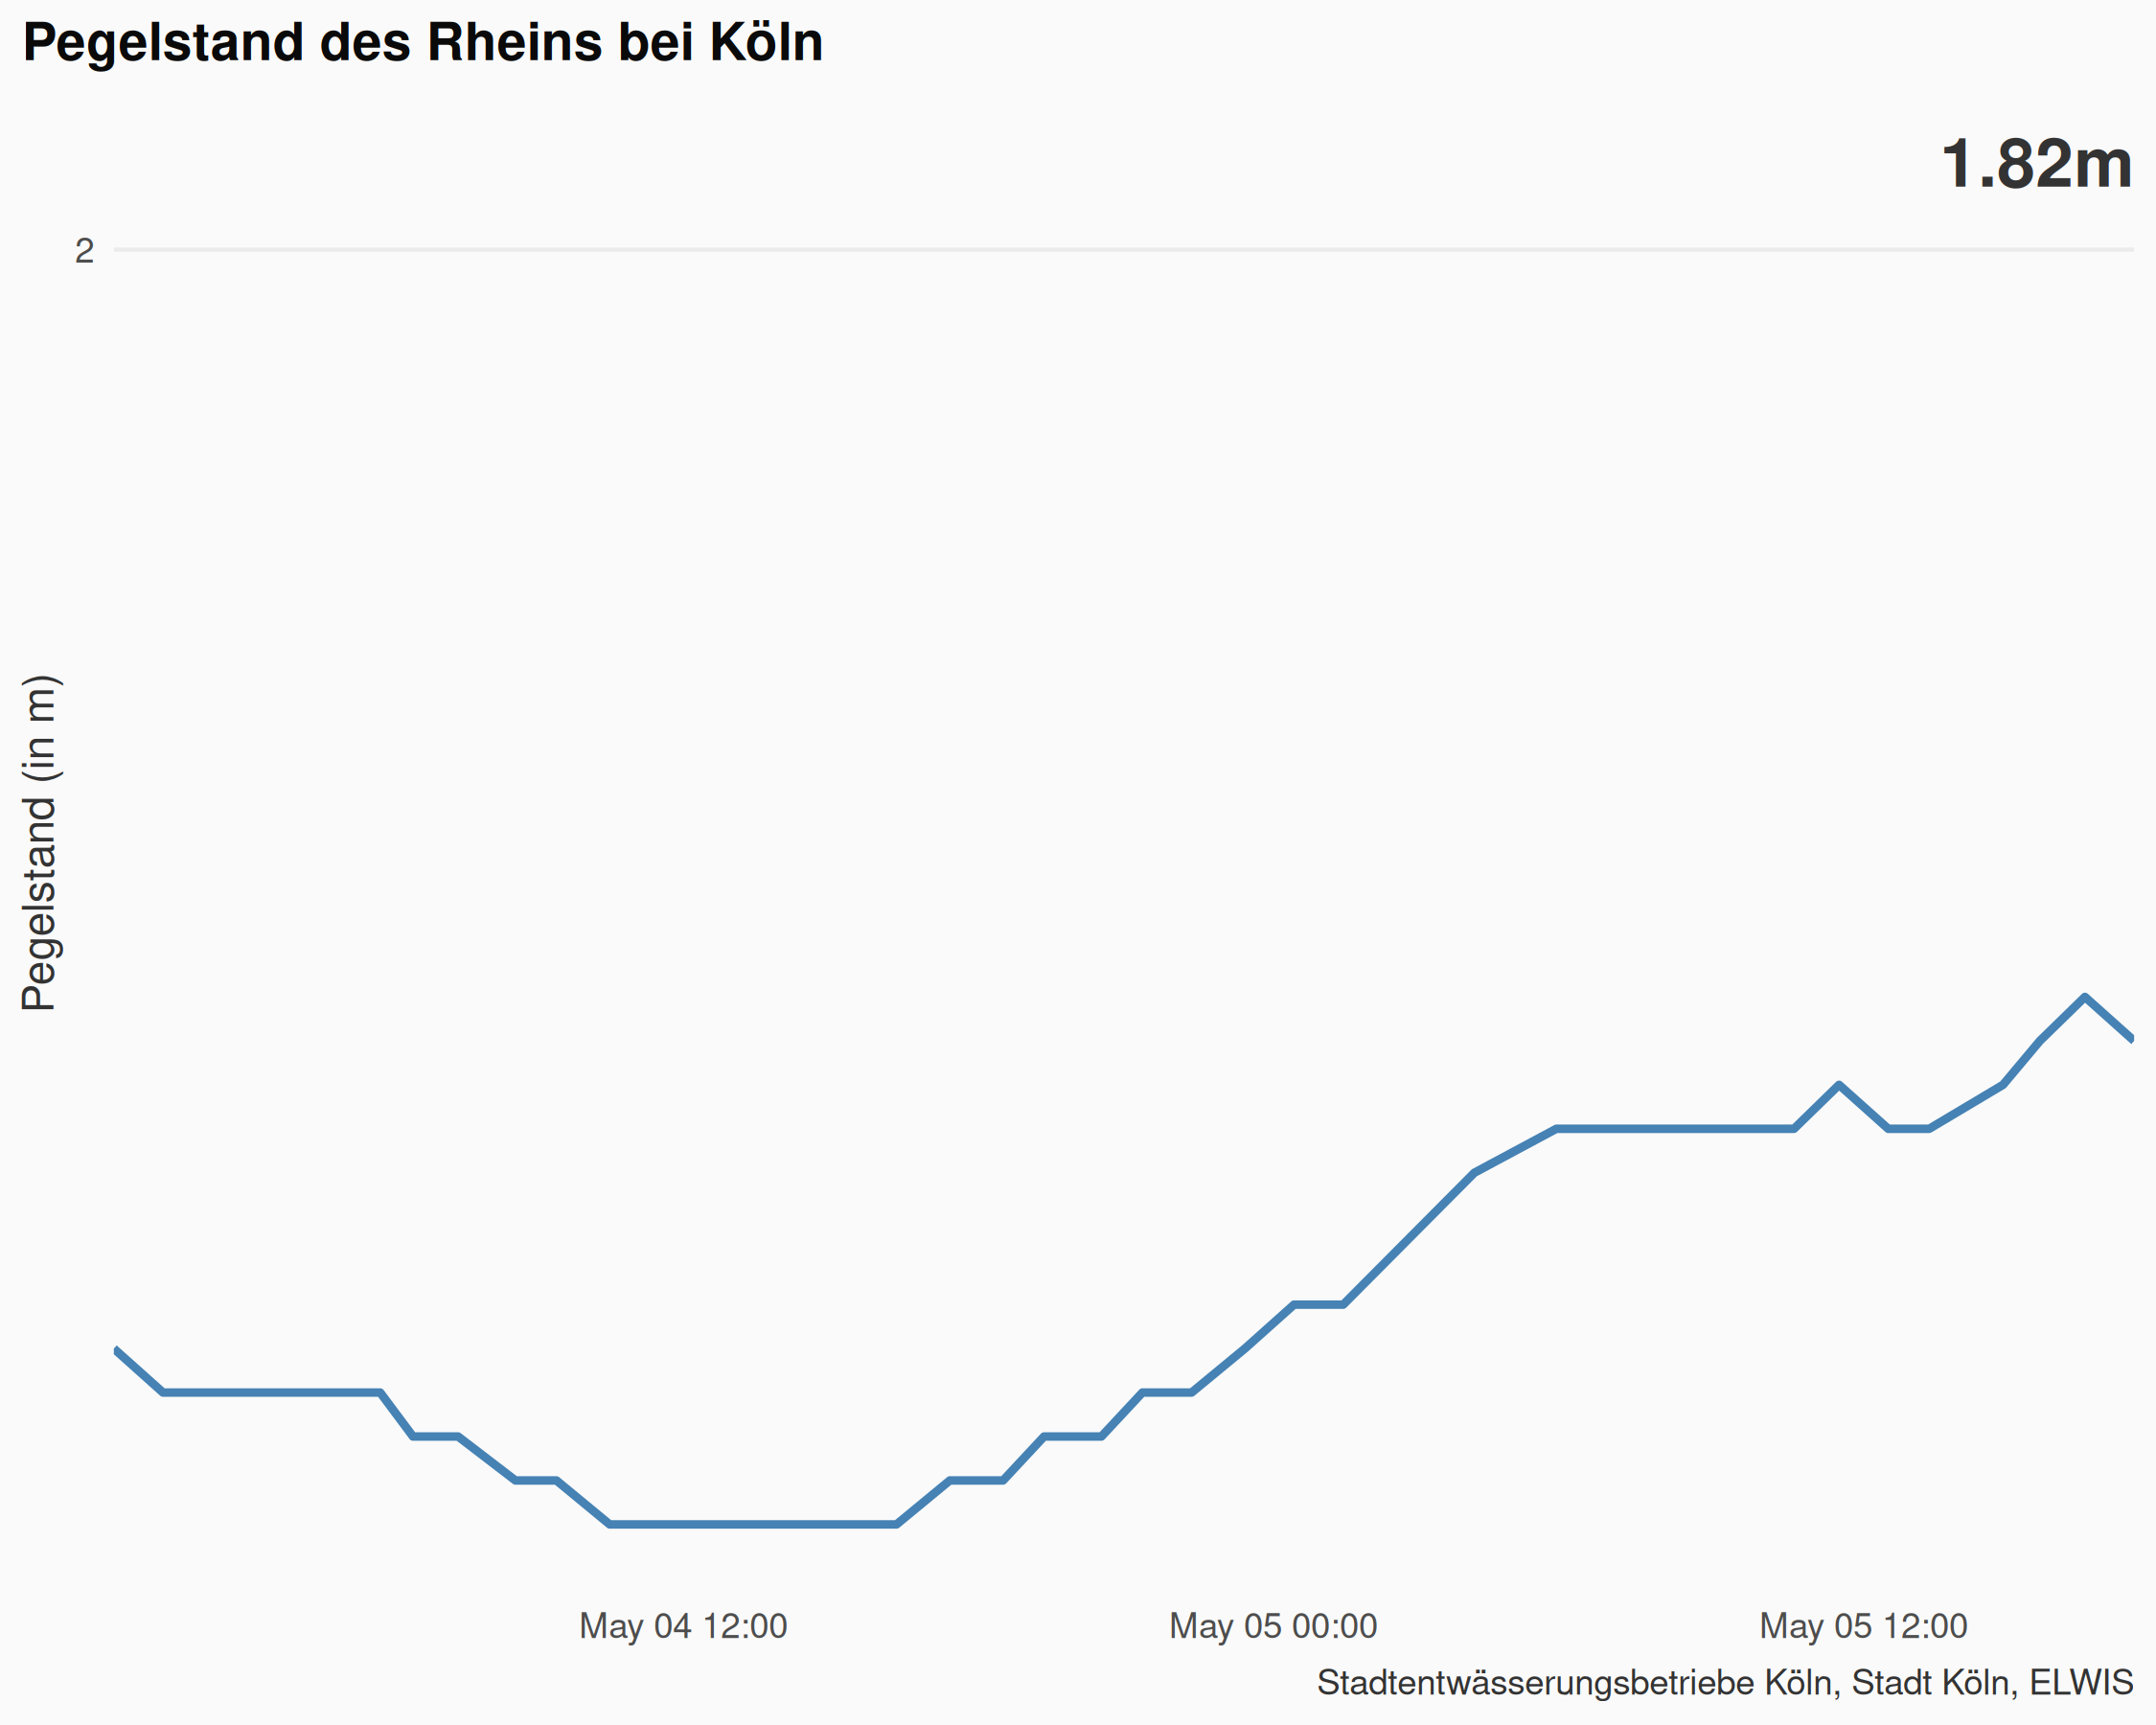 Pegelstand des Rheins bei Köln
1.82m
2
Pegelstand (in m)
May 04 12:00
May 05 00:00
May 05 12:00
Stadtentwässerungsbetriebe Köln, Stadt Köln, ELWIS